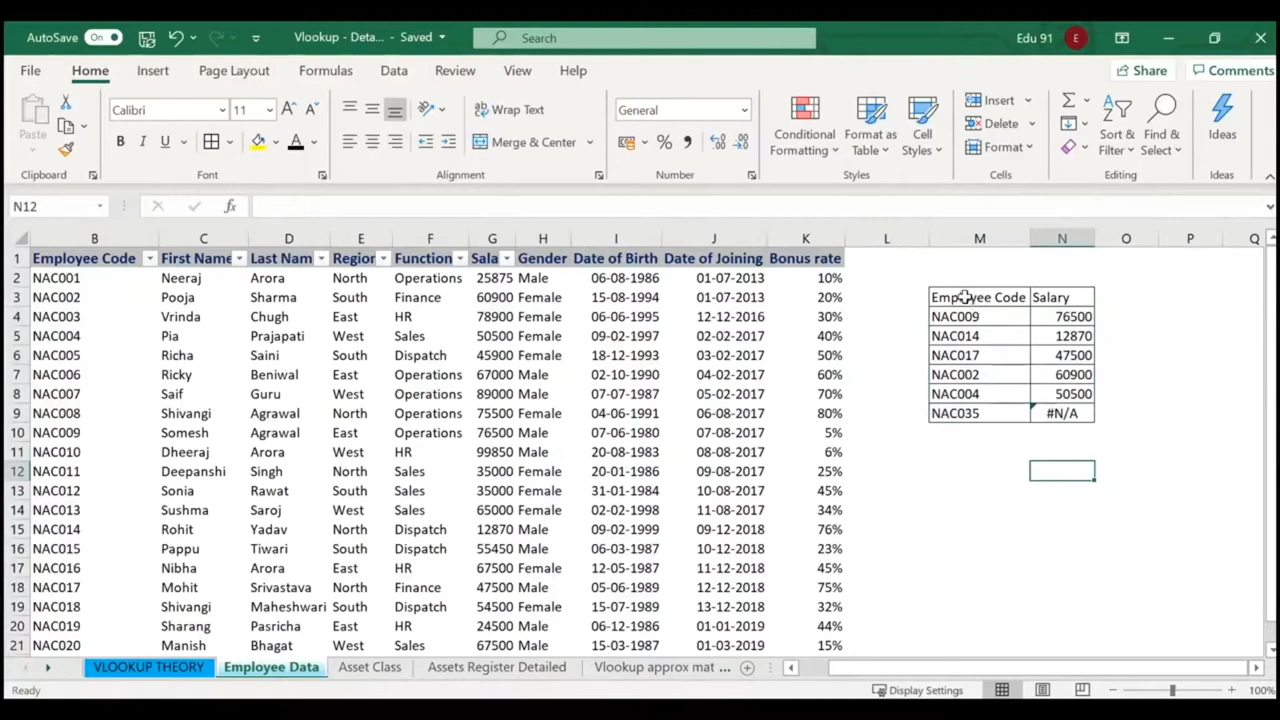 AutoSave On Vlookup - Deta... - Saved Search Edu 91 E
File Home Insert Page Layout Formulas Data Review View Help Share Comments
Paste Calibri 11 Wrap Text General Conditional Formatting Format as Table Cell Styles Insert Sort & Filter Find & Select Ideas
B I U A Merge & Center % , Delete Format
Clipboard Font Alignment Number Styles Cells Editing Ideas
N12 fx
B C D E F G H I J K L M N O P Q
1 Employee Code First Name Last Nam Region Function Sala Gender Date of Birth Date of Joining Bonus rate
2 NAC001 Neeraj Arora North Operations 25875 Male 06-08-1986 01-07-2013 10%
3 NAC002 Pooja Sharma South Finance 60900 Female 15-08-1994 01-07-2013 20% Employee Code Salary
4 NAC003 Vrinda Chugh East HR 78900 Female 06-06-1995 12-12-2016 30% NAC009 76500
5 NAC004 Pia Prajapati West Sales 50500 Female 09-02-1997 02-02-2017 40% NAC014 12870
6 NAC005 Richa Saini South Dispatch 45900 Female 18-12-1993 03-02-2017 50% NAC017 47500
7 NAC006 Ricky Beniwal East Operations 67000 Male 02-10-1990 04-02-2017 60% NAC002 60900
8 NAC007 Saif Guru West Operations 89000 Male 07-07-1986 05-02-2017 70% NAC004 50500
9 NAC008 Shivangi Agrawal North Operations 75500 Female 04-06-1991 06-08-2017 80% NAC035 #N/A
10 NAC009 Somesh Agrawal East Operations 76500 Male 07-06-1980 07-08-2017 5%
11 NAC010 Dheeraj Arora West HR 99850 Male 20-08-1983 08-08-2017 6%
12 NAC011 Deepanshi Singh North Sales 35000 Female 20-01-1986 09-08-2017 25%
13 NAC012 Sonia Rawat South Sales 35000 Female 31-01-1984 10-08-2017 45%
14 NAC013 Sushma Saroj West Sales 65000 Female 02-02-1998 11-08-2017 34%
15 NAC014 Rohit Yadav North Dispatch 12870 Male 09-02-1999 09-12-2018 76%
16 NAC015 Pappu Tiwari South Dispatch 55450 Male 06-03-1987 10-12-2018 23%
17 NAC016 Nibha Arora East HR 67500 Female 12-05-1987 11-12-2018 45%
18 NAC017 Mohit Srivastava North Finance 47500 Male 05-06-1989 12-12-2018 75%
19 NAC018 Shivangi Maheshwari South Dispatch 54500 Female 15-07-1989 13-12-2018 32%
20 NAC019 Sharang Pasricha East HR 24500 Male 06-12-1986 01-01-2019 44%
21 NAC020 Manish Bhagat West Sales 67500 Male 15-03-1987 01-03-2019 15%
VLOOKUP THEORY Employee Data Asset Class Assets Register Detailed Vlookup approx mat ...
Ready Display Settings 100%